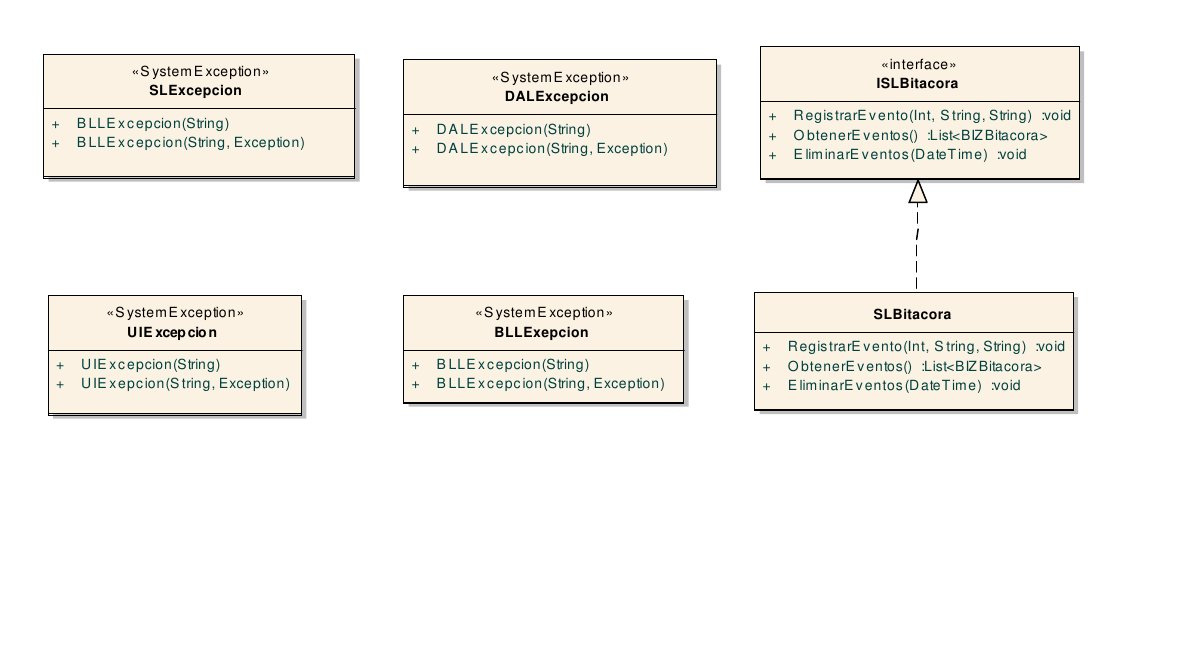 «SystemException»
SLExcepcion
+ BLLExcepcion(String)
+ BLLExcepcion(String, Exception)
«SystemException»
DALExcepcion
+ DALExcepcion(String)
+ DALExcepcion(String, Exception)
«interface»
ISLBitacora
+ RegistrarEvento(Int, String, String) :void
+ ObtenerEventos() :List<BIZBitacora>
+ EliminarEventos(DateTime) :void
«SystemException»
UIExcepcion
+ UIExcepcion(String)
+ UIExepcion(String, Exception)
«SystemException»
BLLExepcion
+ BLLExcepcion(String)
+ BLLExcepcion(String, Exception)
SLBitacora
+ RegistrarEvento(Int, String, String) :void
+ ObtenerEventos() :List<BIZBitacora>
+ EliminarEventos(DateTime) :void